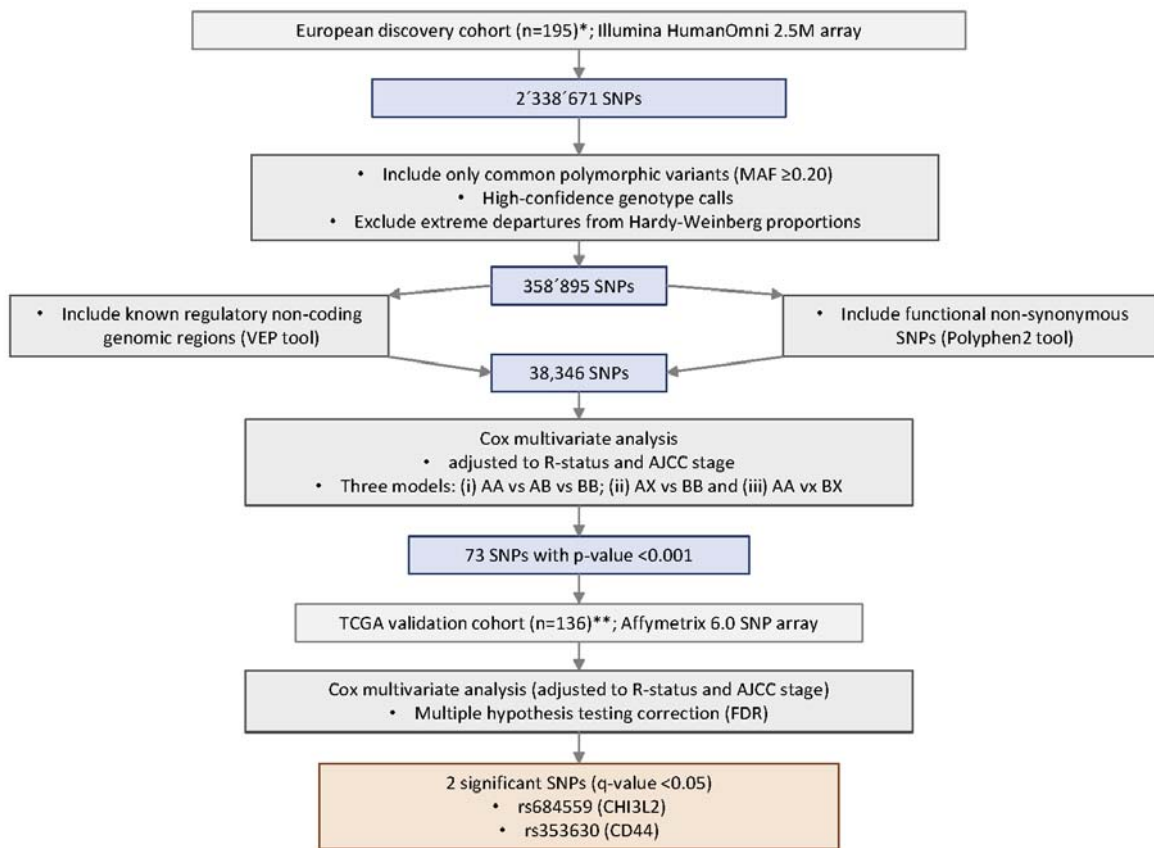 European discovery cohort (n=195)*; Illumina HumanOmni 2.5M array
2´338´671 SNPs
• Include only common polymorphic variants (MAF ≥0.20)
• High-confidence genotype calls
• Exclude extreme departures from Hardy-Weinberg proportions
358´895 SNPs
• Include known regulatory non-coding
genomic regions (VEP tool)
• Include functional non-synonymous
SNPs (Polyphen2 tool)
38,346 SNPs
Cox multivariate analysis
• adjusted to R-status and AJCC stage
• Three models: (i) AA vs AB vs BB; (ii) AX vs BB and (iii) AA vx BX
73 SNPs with p-value <0.001
TCGA validation cohort (n=136)**; Affymetrix 6.0 SNP array
Cox multivariate analysis (adjusted to R-status and AJCC stage)
• Multiple hypothesis testing correction (FDR)
2 significant SNPs (q-value <0.05)
• rs684559 (CHI3L2)
• rs353630 (CD44)